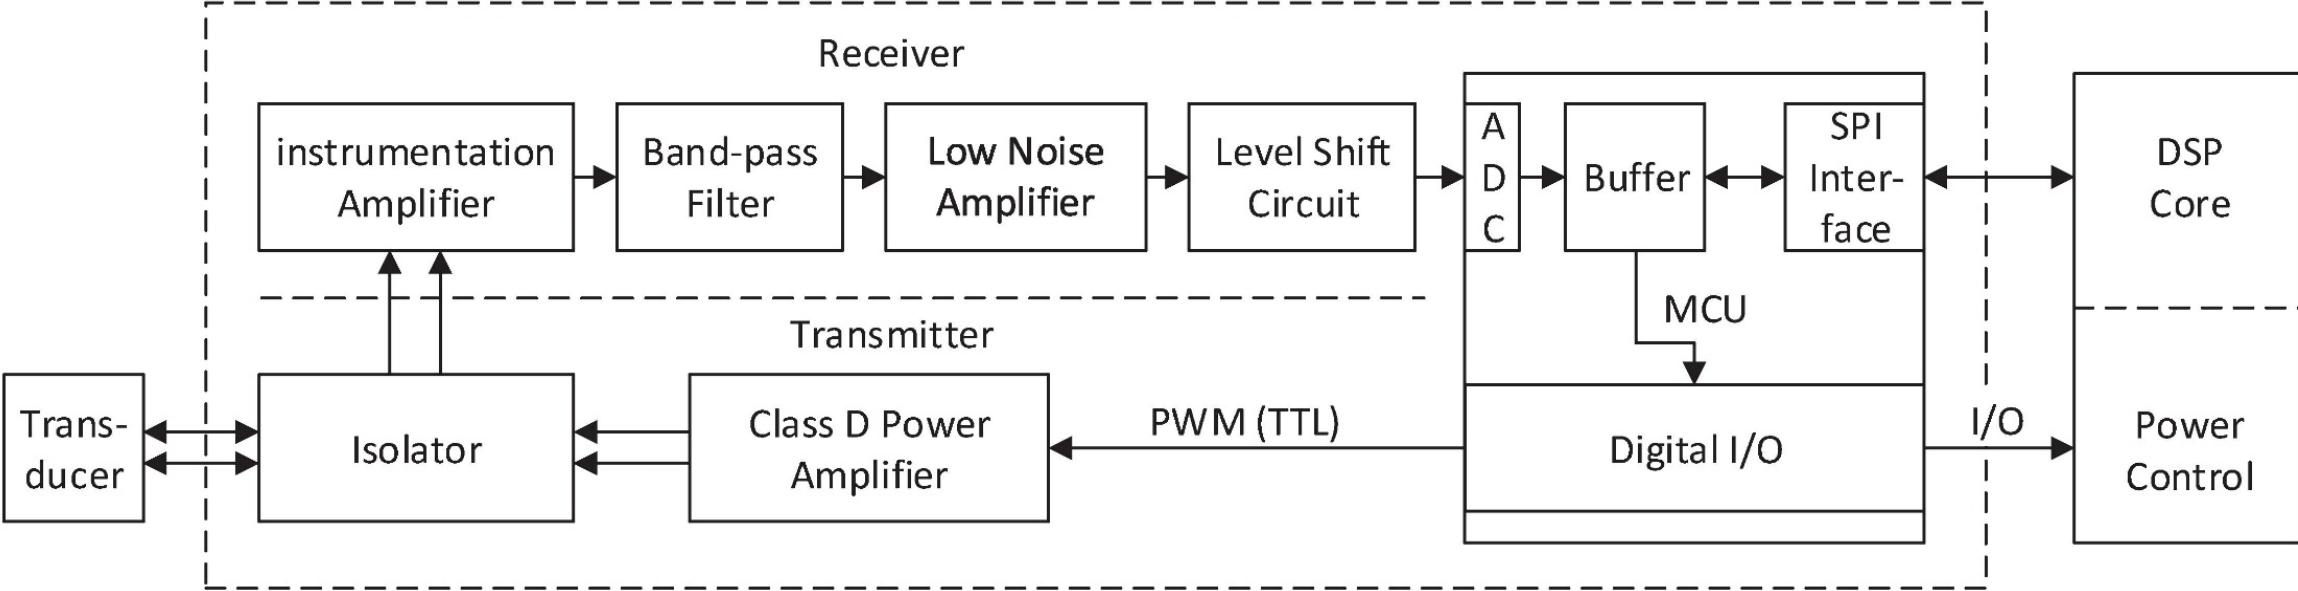 Receiver
instrumentation
Amplifier
Band-pass
Filter
Low Noise
Amplifier
Level Shift
Circuit
A
D
C
Buffer
SPI
Inter-
face
DSP
Core
MCU
Transmitter
Trans-
ducer
Isolator
Class D Power
Amplifier
PWM (TTL)
Digital I/O
I/O
Power
Control